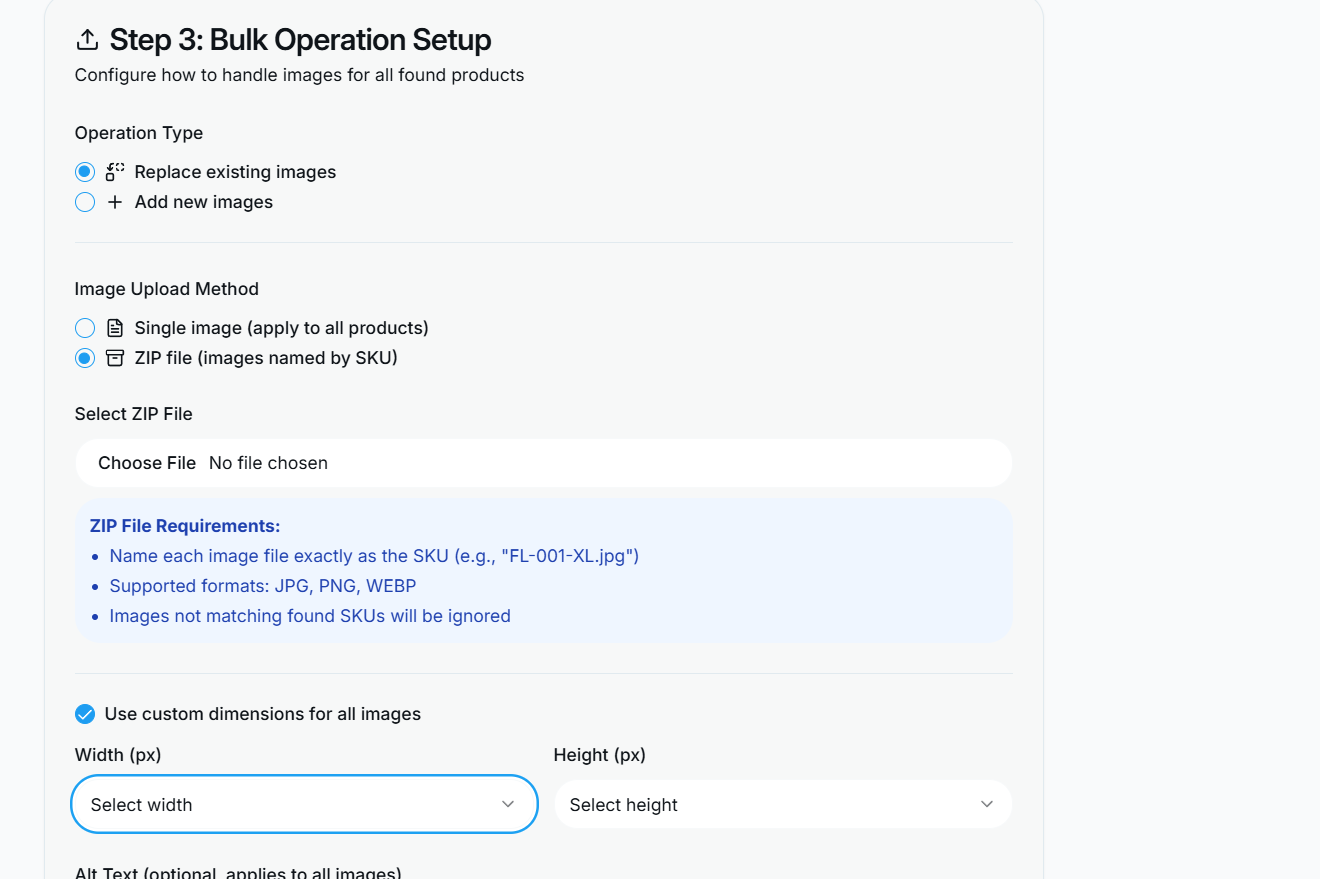 Step 3: Bulk Operation Setup
Configure how to handle images for all found products
Operation Type
Replace existing images
Add new images
Image Upload Method
Single image (apply to all products)
ZIP file (images named by SKU)
Select ZIP File
Choose File No file chosen
ZIP File Requirements:
Name each image file exactly as the SKU (e.g., "FL-001-XL.jpg")
Supported formats: JPG, PNG, WEBP
Images not matching found SKUs will be ignored
Use custom dimensions for all images
Width (px) Height (px)
Select width Select height
Alt Text (optional, applies to all images)